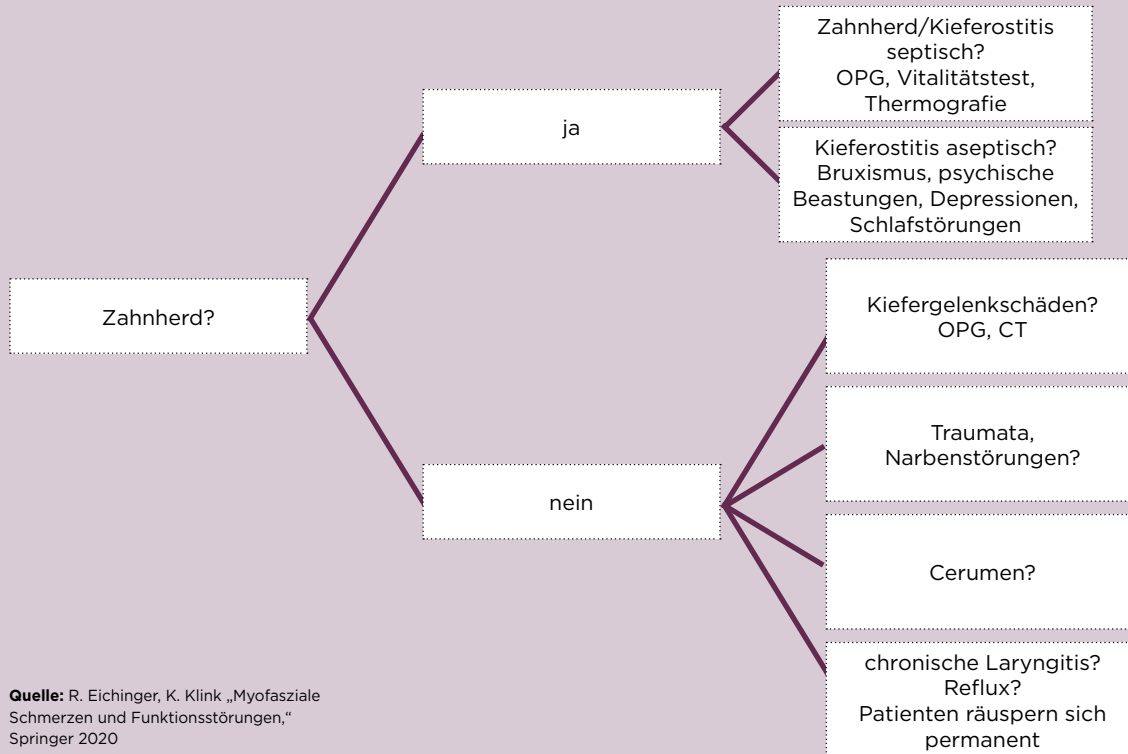 Zahnherd?
ja
Zahnherd/Kieferostitis
septisch?
OPG, Vitalitätstest,
Thermografie
Kieferostitis aseptisch?
Bruxismus, psychische
Beastungen, Depressionen,
Schlafstörungen
nein
Kiefergelenkschäden?
OPG, CT
Traumata,
Narbenstörungen?
Cerumen?
chronische Laryngitis?
Reflux?
Patienten räuspern sich
permanent
Quelle: R. Eichinger, K. Klink „Myofasziale
Schmerzen und Funktionsstörungen,“
Springer 2020